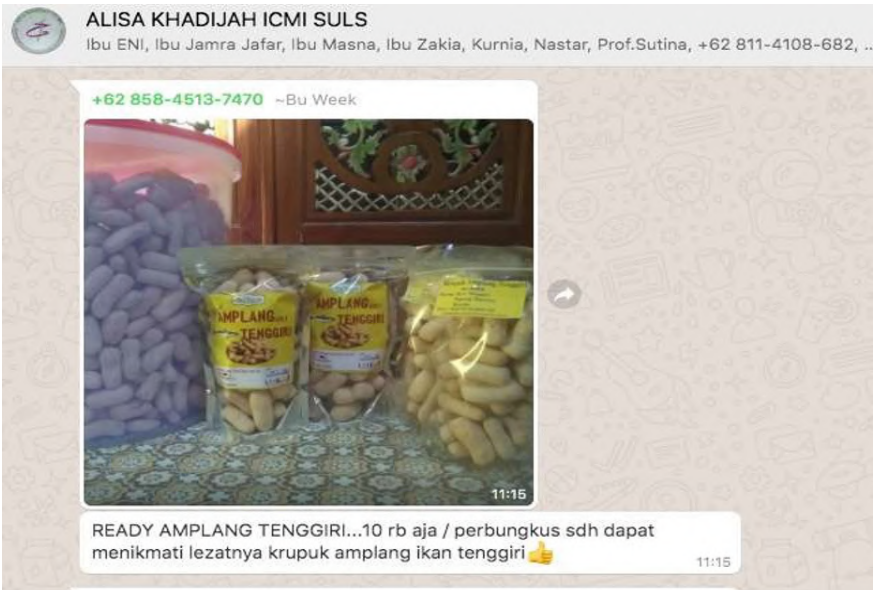 ALISA KHADIJAH ICMI SULS
Ibu ENI, Ibu Jamra Jafar, Ibu Masna, Ibu Zakia, Kurnia, Nastar, Prof.Sutina, +62 811-4108-682, ..
+62 858-4513-7470 ~Bu Week
AMPLANG
TENGGIRI
AMPLANG
TENGGIRI
11:15
READY AMPLANG TENGGIRI...10 rb aja / perbungkus sdh dapat
menikmati lezatnya krupuk amplang ikan tenggiri👍
11:15